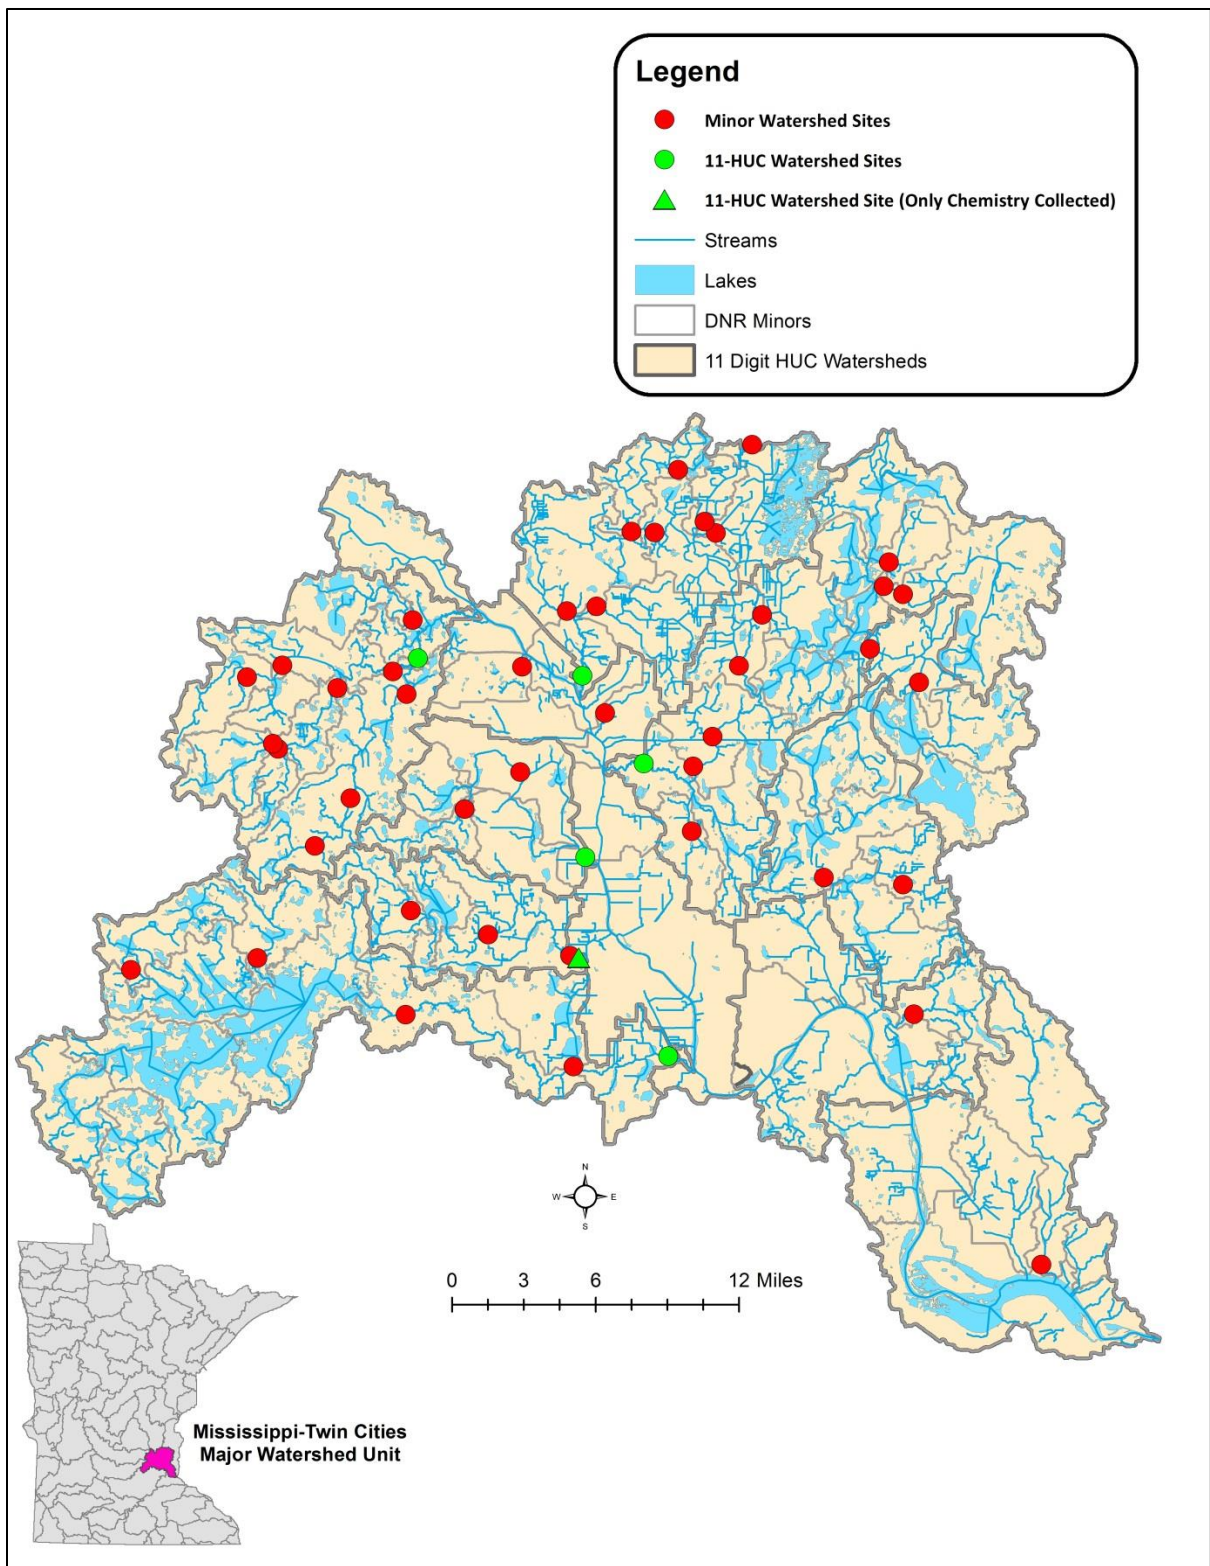 Legend
Minor Watershed Sites
11-HUC Watershed Sites
11-HUC Watershed Site (Only Chemistry Collected)
Streams
Lakes
DNR Minors
11 Digit HUC Watersheds
N
W E
S
0 3 6 12 Miles
Mississippi-Twin Cities
Major Watershed Unit